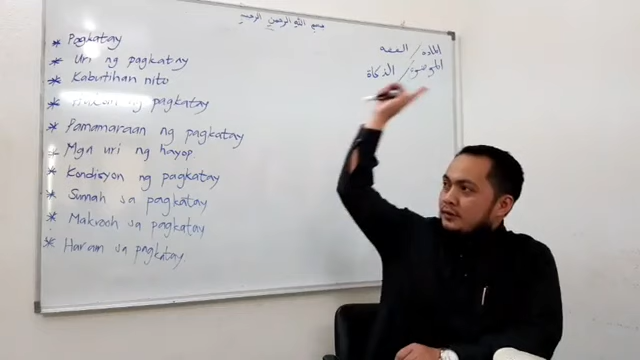 بسم الله الرحمن الرحيم
المادة / الفقه
الموضوع / الذكاة
* Pagkatay
* Uri ng pagkatay
* Kabutihan nito
* ng pagkatay
* Pamamaraan ng pagkatay
* Mga uri ng hayop
* Kondisyon ng pagkatay
* Sunnah sa pagkatay
* Makrooh sa pagkatay
* Haram sa pagkatay